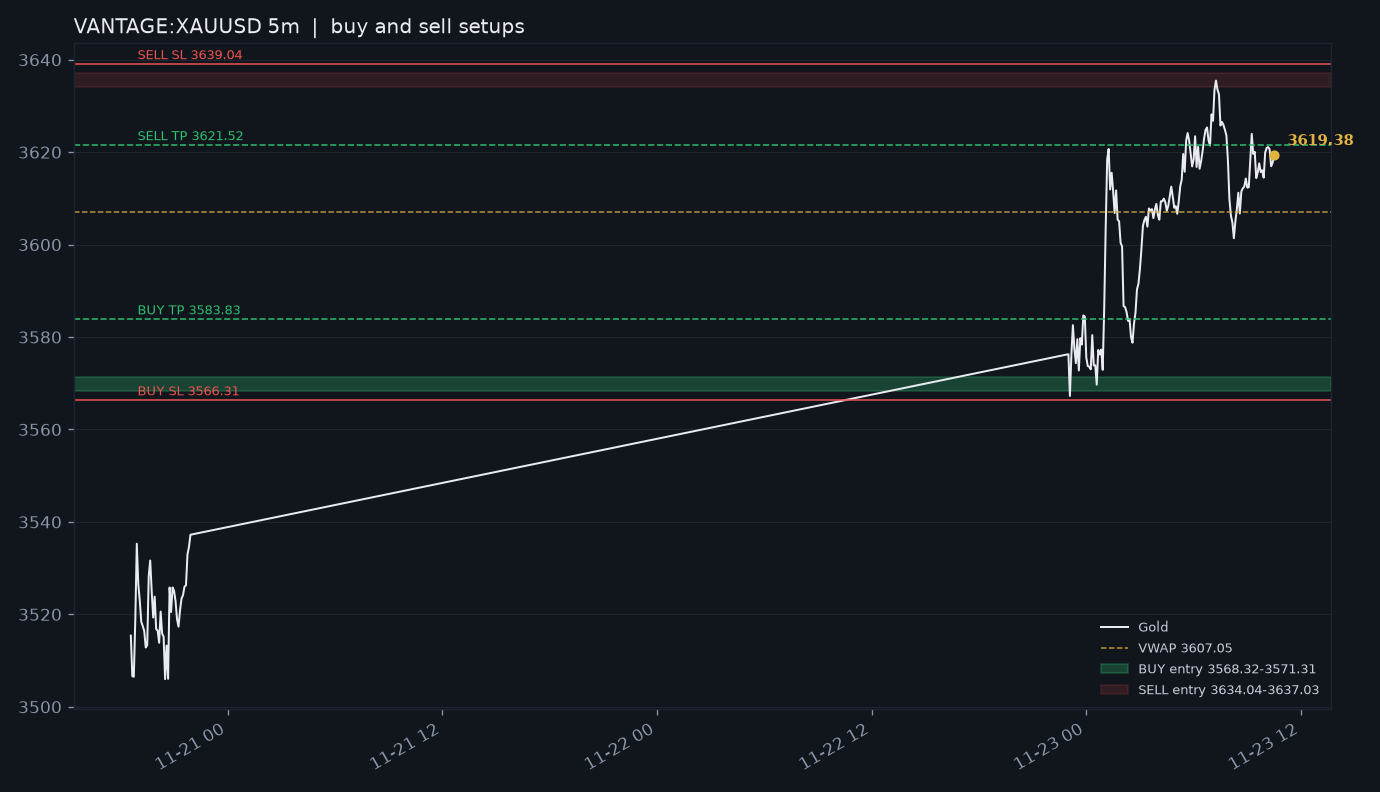 VANTAGE:XAUUSD 5m | buy and sell setups
3640
SELL SL 3639.04
SELL TP 3621.52
3619.38
3620
3600
BUY TP 3583.83
3580
BUY SL 3566.31
3560
3540
3520
3500
Gold
VWAP 3607.05
BUY entry 3568.32-3571.31
SELL entry 3634.04-3637.03
11-21 00
11-21 12
11-22 00
11-22 12
11-23 00
11-23 12